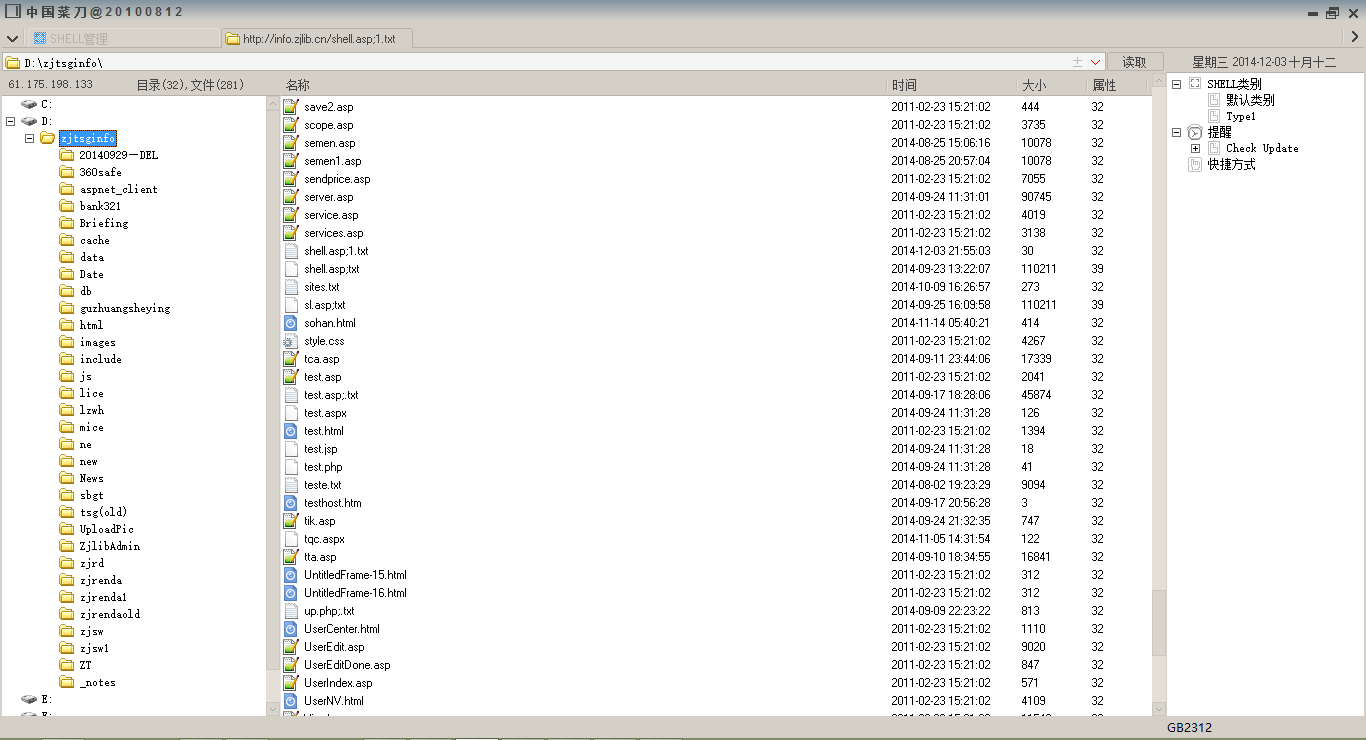 中国菜刀@20100812
SHELL管理
http://info.zjlib.cn/shell.asp;1.txt
D:\zjtsginfo\
读取
星期三 2014-12-03 十月十二
61.175.198.133 目录(32),文件(281)
名称 时间 大小 属性
C:
D:
zjtsginfo
20140929—DEL
360safe
aspnet_client
bank321
Briefing
cache
data
Date
db
guzhuangsheying
html
images
include
js
lice
lzwh
mice
ne
new
News
sbgt
tsg(old)
UploadPic
ZjlibAdmin
zjrd
zjrenda
zjrenda1
zjrendaold
zjsw
zjsw1
ZT
_notes
E:
save2.asp 2011-02-23 15:21:02 444 32
scope.asp 2011-02-23 15:21:02 3735 32
semen.asp 2014-08-25 15:06:16 10078 32
semen1.asp 2014-08-25 20:57:04 10078 32
sendprice.asp 2011-02-23 15:21:02 7055 32
server.asp 2014-09-24 11:31:01 90745 32
service.asp 2011-02-23 15:21:02 4019 32
services.asp 2011-02-23 15:21:02 3138 32
shell.asp;1.txt 2014-12-03 21:55:03 30 32
shell.asp;txt 2014-09-23 13:22:07 110211 39
sites.txt 2014-10-09 16:26:57 273 32
sl.asp;txt 2014-09-25 16:09:58 110211 39
sohan.html 2014-11-14 05:40:21 414 32
style.css 2011-02-23 15:21:02 4267 32
tca.asp 2014-09-11 23:44:06 17339 32
test.asp 2011-02-23 15:21:02 2041 32
test.asp;.txt 2014-09-17 18:28:06 45874 32
test.aspx 2014-09-24 11:31:28 126 32
test.html 2011-02-23 15:21:02 1394 32
test.jsp 2014-09-24 11:31:28 18 32
test.php 2014-09-24 11:31:28 41 32
teste.txt 2014-08-02 19:23:29 9094 32
testhost.htm 2014-09-17 20:56:28 3 32
tik.asp 2014-09-24 21:32:35 747 32
tqc.aspx 2014-11-05 14:31:54 122 32
tta.asp 2014-09-10 18:34:55 16841 32
UntitledFrame-15.html 2011-02-23 15:21:02 312 32
UntitledFrame-16.html 2011-02-23 15:21:02 312 32
up.php;.txt 2014-09-09 22:23:22 813 32
UserCenter.html 2011-02-23 15:21:02 1110 32
UserEdit.asp 2011-02-23 15:21:02 9020 32
UserEditDone.asp 2011-02-23 15:21:02 847 32
UserIndex.asp 2011-02-23 15:21:02 571 32
UserNV.html 2011-02-23 15:21:02 4109 32
SHELL类别
默认类别
Type1
提醒
Check Update
快捷方式
GB2312